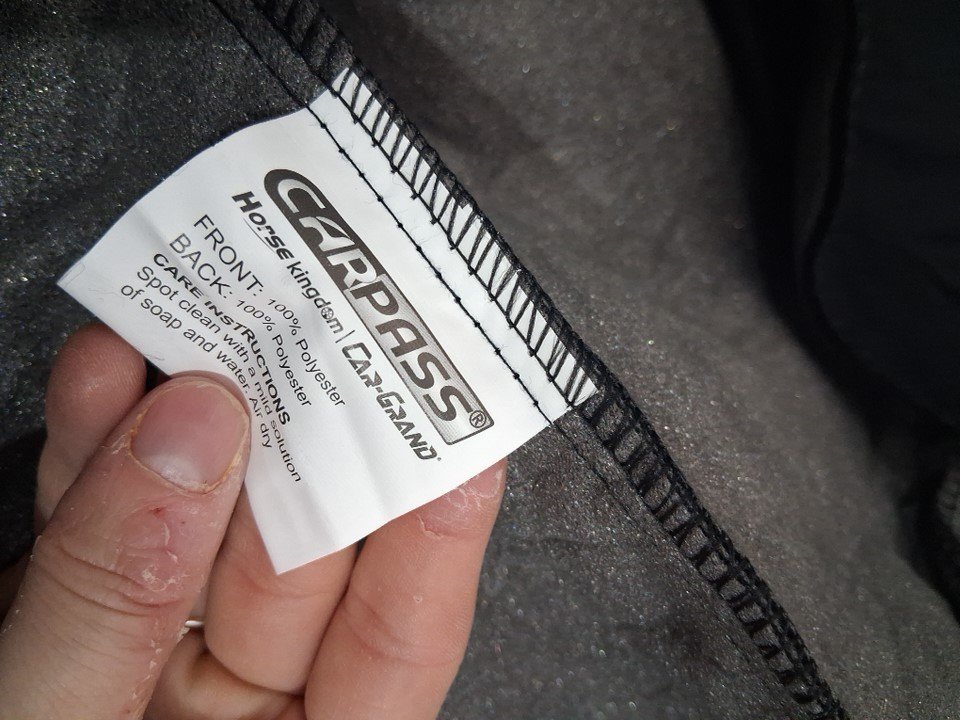 CARPASS®
Horse Kingdom | CAR-GRAND
FRONT: 100% Polyester
BACK: 100% Polyester
CARE INSTRUCTIONS
Spot clean with a mild solution
of soap and water. Air dry